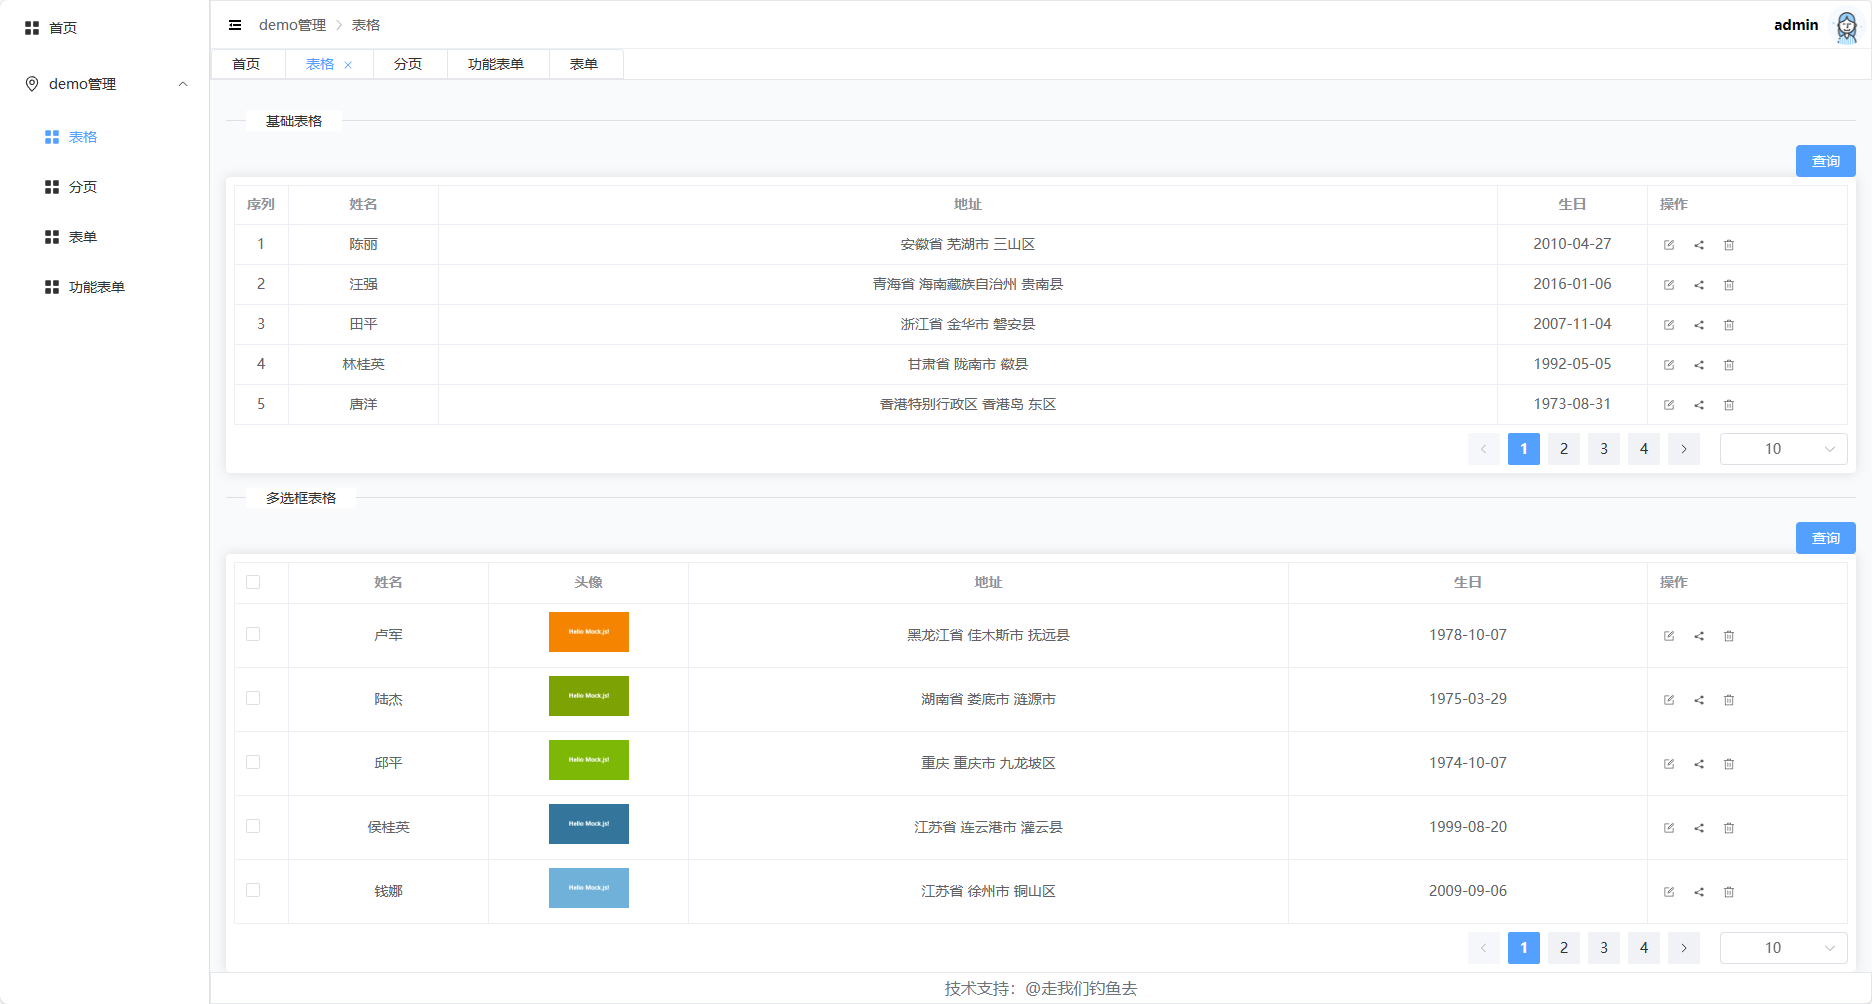 首页
demo管理
表格
分页
表单
功能表单
demo管理 > 表格
admin
首页 表格 × 分页 功能表单 表单
基础表格
查询
序列 姓名 地址 生日 操作
1 陈丽 安徽省 芜湖市 三山区 2010-04-27
2 汪强 青海省 海南藏族自治州 贵南县 2016-01-06
3 田平 浙江省 金华市 磐安县 2007-11-04
4 林桂英 甘肃省 陇南市 徽县 1992-05-05
5 唐洋 香港特别行政区 香港岛 东区 1973-08-31
1 2 3 4 10
多选框表格
查询
姓名 头像 地址 生日 操作
卢军 Hello Mock.js! 黑龙江省 佳木斯市 抚远县 1978-10-07
陆杰 Hello Mock.js! 湖南省 娄底市 涟源市 1975-03-29
邱平 Hello Mock.js! 重庆 重庆市 九龙坡区 1974-10-07
侯桂英 Hello Mock.js! 江苏省 连云港市 灌云县 1999-08-20
钱娜 Hello Mock.js! 江苏省 徐州市 铜山区 2009-09-06
1 2 3 4 10
技术支持：@走我们钓鱼去